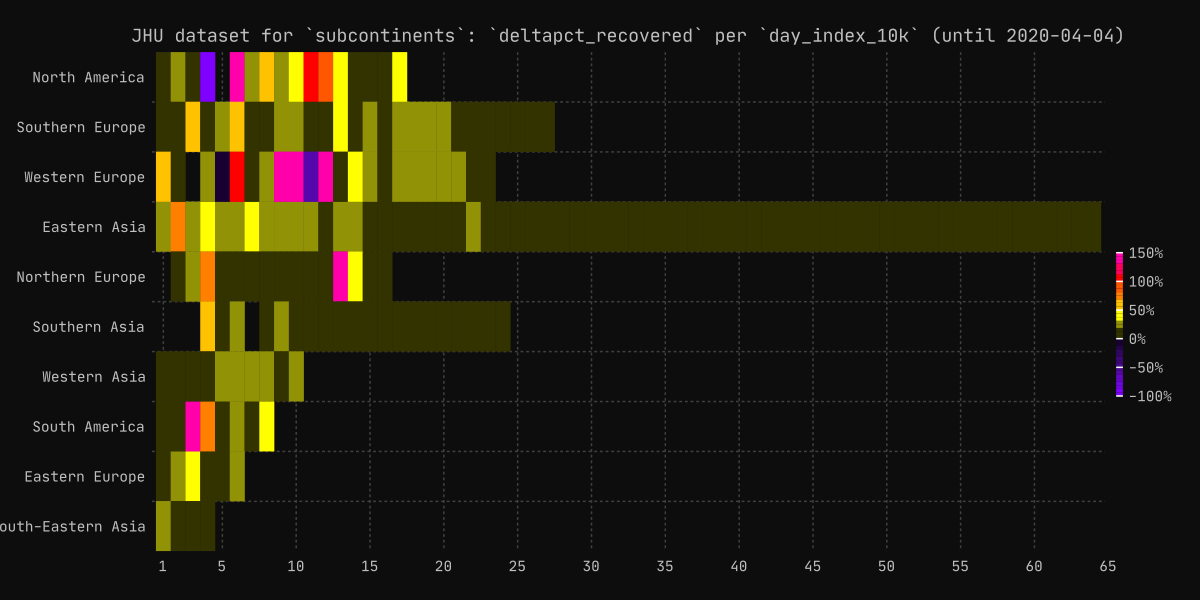 JHU dataset for `subcontinents`: `deltapct_recovered` per `day_index_10k` (until 2020-04-04)
North America
Southern Europe
Western Europe
Eastern Asia
Northern Europe
Southern Asia
Western Asia
South America
Eastern Europe
outh-Eastern Asia
150%
100%
50%
0%
-50%
-100%
1 5 10 15 20 25 30 35 40 45 50 55 60 65